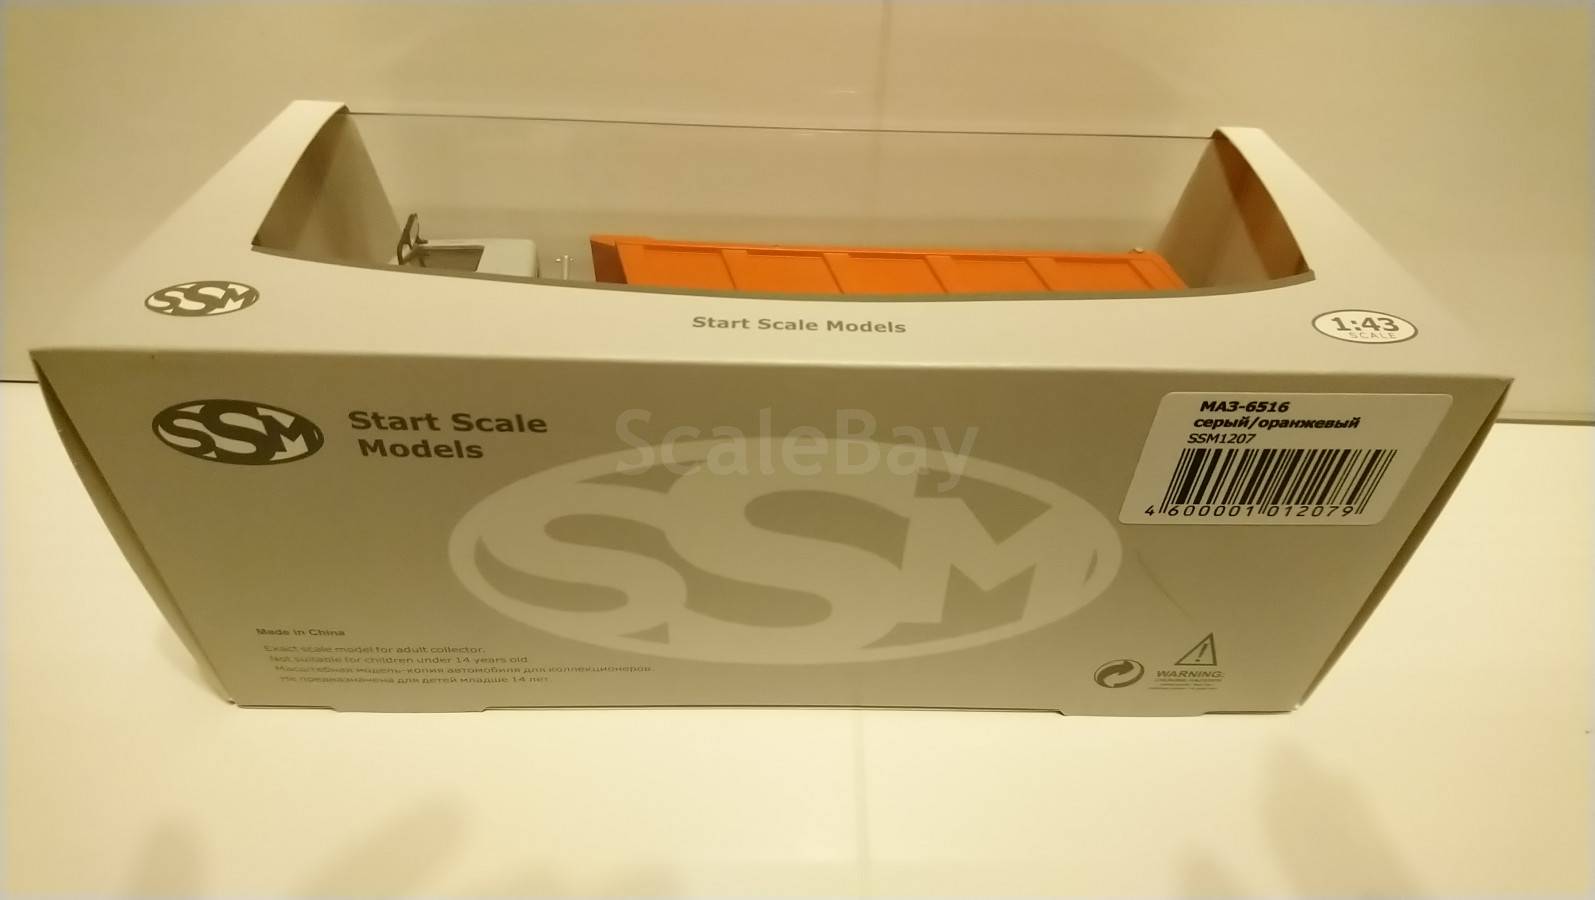 SSM
Start Scale Models
1:43
SCALE
SSM
Start Scale
Models
ScaleBay
МАЗ-6516
серый/оранжевый
SSM1207
4 600001 012079
SSM
Made in China
Exact scale model for adult collector.
Not suitable for children under 14 years old.
Масштабная модель-копия автомобиля для коллекционеров.
Не предназначена для детей младше 14 лет.
WARNING: